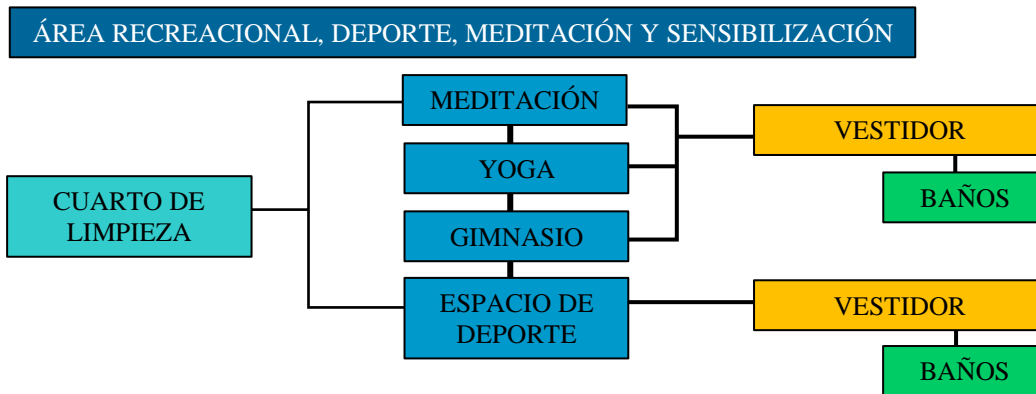 ÁREA RECREACIONAL, DEPORTE, MEDITACIÓN Y SENSIBILIZACIÓN
CUARTO DE
LIMPIEZA
MEDITACIÓN
YOGA
GIMNASIO
ESPACIO DE
DEPORTE
VESTIDOR
BAÑOS
VESTIDOR
BAÑOS